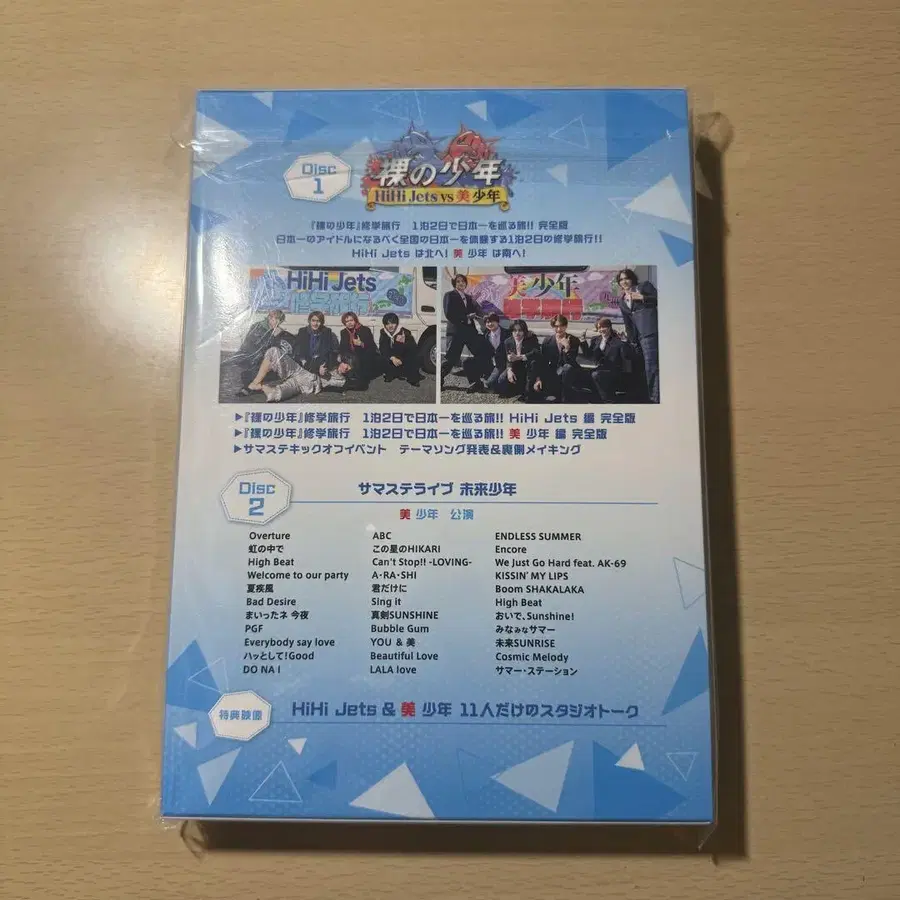 Disc
1
裸の少年
HiHi Jets vs 美 少年
『裸の少年』修学旅行 1泊2日で日本一を巡る旅!! 完全版
日本一のアイドルになるべく全国の日本一を体験する1泊2日の修学旅行!!
HiHi Jets は北へ! 美 少年 は南へ!
HiHi Jets
修学旅行
美 少年
修学旅行
▶『裸の少年』修学旅行 1泊2日で日本一を巡る旅!! HiHi Jets 編 完全版
▶『裸の少年』修学旅行 1泊2日で日本一を巡る旅!! 美 少年 編 完全版
▶サマステキックオフイベント テーマソング発表&裏側メイキング
Disc
2
サマステライブ 未来少年
美 少年 公演
Overture
虹の中で
High Beat
Welcome to our party
夏疾風
Bad Desire
まいったネ 今夜
PGF
Everybody say love
ハッとして!Good
DO NA I
ABC
この星のHIKARI
Can't Stop!! -LOVING-
A・RA・SHI
君だけに
Sing it
真剣SUNSHINE
Bubble Gum
YOU & 美
Beautiful Love
LALA love
ENDLESS SUMMER
Encore
We Just Go Hard feat. AK-69
KISSIN' MY LIPS
Boom SHAKALAKA
High Beat
おいで、Sunshine!
みなみなサマー
未来SUNRISE
Cosmic Melody
サマー・ステーション
特典映像
HiHi Jets & 美 少年 11人だけのスタジオトーク